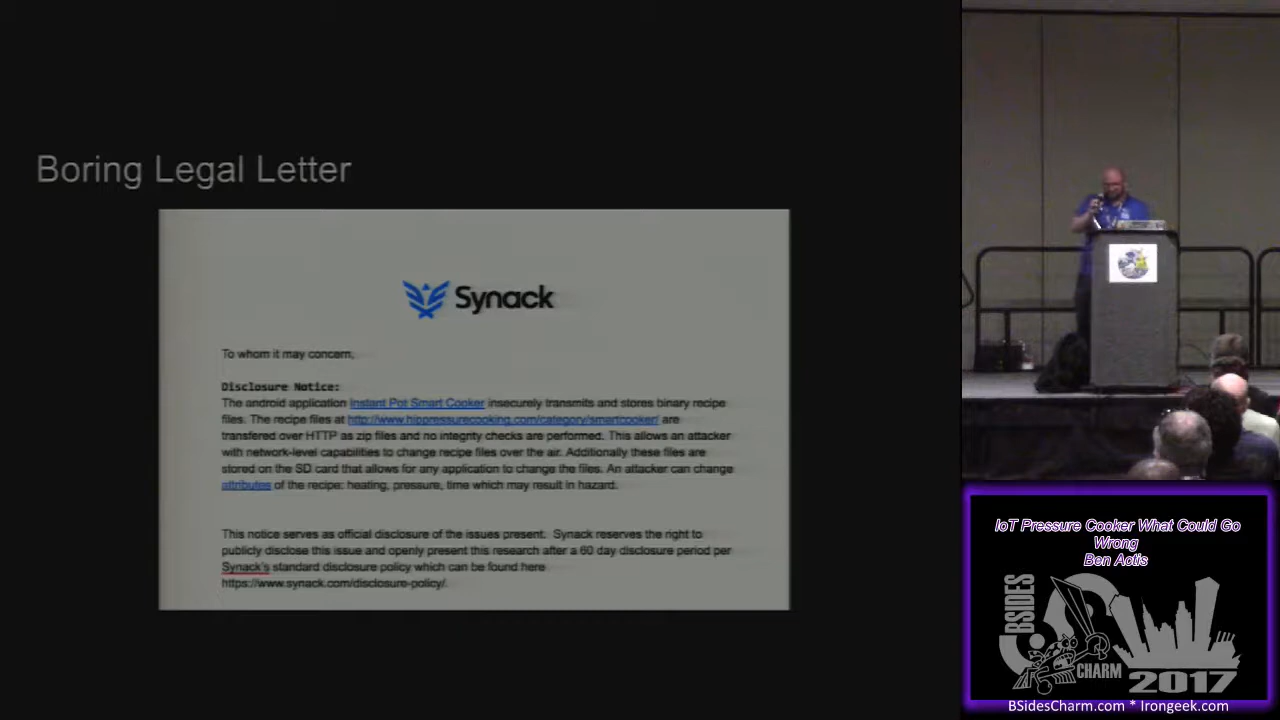 Boring Legal Letter
Synack
To whom it may concern,
Disclosure Notice:
The android application Instant Pot Smart Cooker insecurely transmits and stores binary recipe
files. The recipe files at http://www.hippressurecooking.com/category/smartcooker/ are
transfered over HTTP as zip files and no integrity checks are performed. This allows an attacker
with network-level capabilities to change recipe files over the air. Additionally these files are
stored on the SD card that allows for any application to change the files. An attacker can change
attributes of the recipe: heating, pressure, time which may result in hazard.
This notice serves as official disclosure of the issues present. Synack reserves the right to
publicly disclose this issue and openly present this research after a 60 day disclosure period per
Synack's standard disclosure policy which can be found here
https://www.synack.com/disclosure-policy/.
IoT Pressure Cooker What Could Go
Wrong
Ben Actis
BSIDES
CHARM
2017
BSidesCharm.com * Irongeek.com